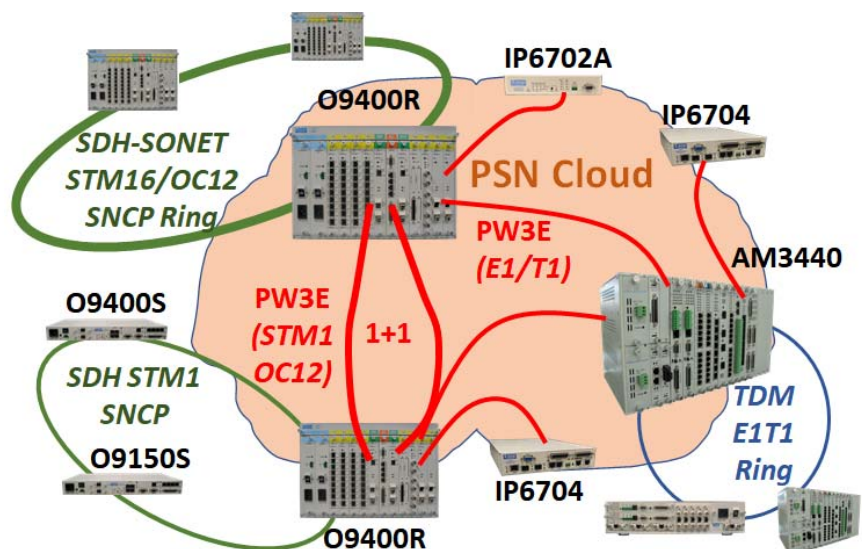 IP6702A
O9400R
IP6704
SDH-SONET
STM16/OC12
SNCP Ring
PSN Cloud
PW3E
(E1/T1)
AM3440
O9400S
PW3E
(STM1
OC12)
1+1
SDH STM1
SNCP
TDM
E1T1
Ring
O9150S
IP6704
O9400R